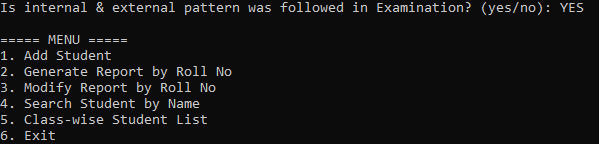 Is internal & external pattern was followed in Examination? (yes/no): YES
===== MENU =====
1. Add Student
2. Generate Report by Roll No
3. Modify Report by Roll No
4. Search Student by Name
5. Class-wise Student List
6. Exit